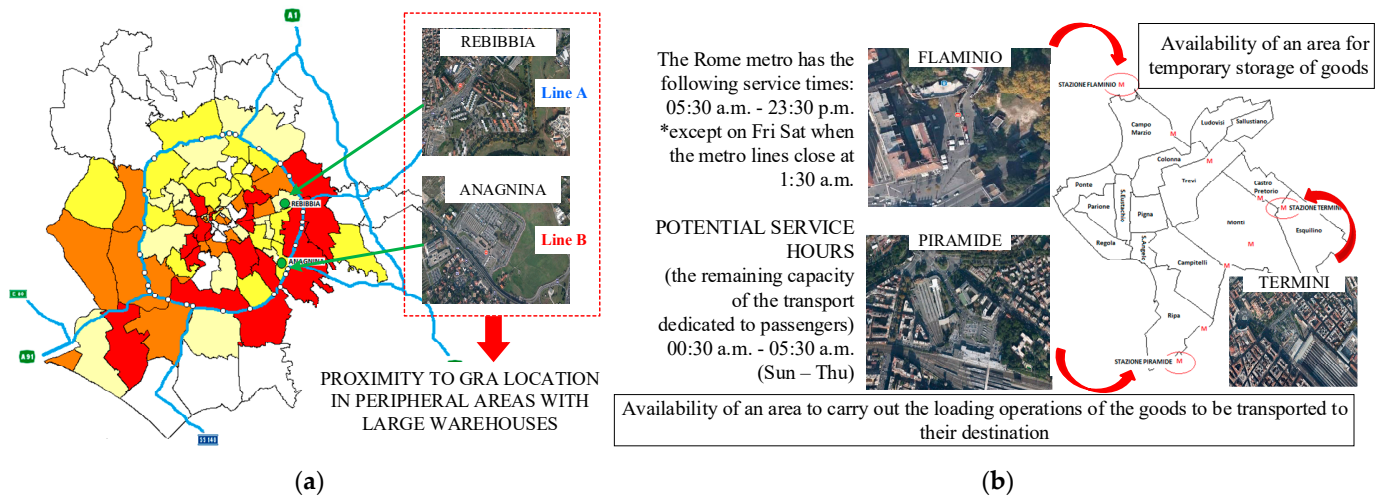 A1
REBIBBIA
Line A
REBIBBIA
ANAGNINA
Line B
ANAGNINA
A91
SS 148
PROXIMITY TO GRA LOCATION
IN PERIPHERAL AREAS WITH
LARGE WAREHOUSES
(a)
The Rome metro has the
following service times:
05:30 a.m. - 23:30 p.m.
*except on Fri Sat when
the metro lines close at
1:30 a.m.
POTENTIAL SERVICE
HOURS
(the remaining capacity
of the transport
dedicated to passengers)
00:30 a.m. - 05:30 a.m.
(Sun – Thu)
FLAMINIO
PIRAMIDE
Availability of an area for
temporary storage of goods
STAZIONE FLAMINIO M
Campo
Marzio
M
Ludovisi
Sallustiano
Colonna
M
Trevi
Castro
Pretorio
M
M STAZIONE TERMINI
Ponte
Parione
S.Eustachio
Pigna
Monti
M
Esquilino
Regola
S.Angelo
Campitelli
M
Ripa
M
STAZIONE PIRAMIDE M
TERMINI
Availability of an area to carry out the loading operations of the goods to be transported to
their destination
(b)